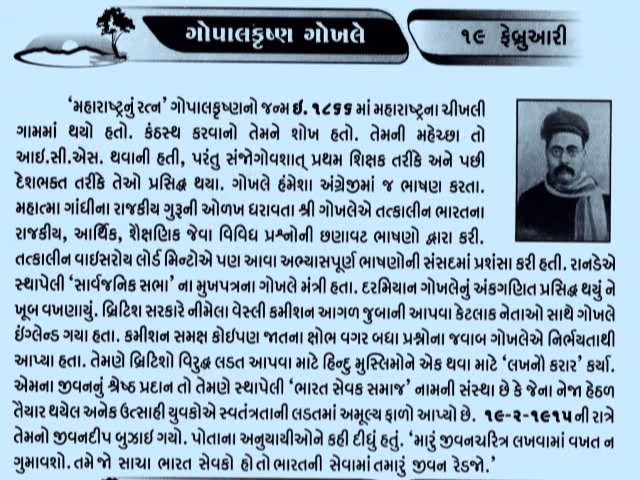 ગોપાલકૃષ્ણ ગોખલે
૧૯ ફેબ્રુઆરી
'મહારાષ્ટ્રનું રત્ન' ગોપાલકૃષ્ણનો જન્મ ઇ. ૧૮૬૬ માં મહારાષ્ટ્રના ચીખલી
ગામમાં થયો હતો. કંઠસ્થ કરવાનો તેમને શોખ હતો. તેમની મહેચ્છા તો
આઇ.સી.એસ. થવાની હતી, પરંતુ સંજોગોવશાત્ પ્રથમ શિક્ષક તરીકે અને પછી
દેશભક્ત તરીકે તેઓ પ્રસિદ્ધ થયા. ગોખલે હંમેશા અંગ્રેજીમાં જ ભાષણ કરતા.
મહાત્મા ગાંધીના રાજકીય ગુરૂની ઓળખ ધરાવતા શ્રી ગોખલેએ તત્કાલીન ભારતના
રાજકીય, આર્થિક, શૈક્ષણિક જેવા વિવિધ પ્રશ્નોની છણાવટ ભાષણો દ્વારા કરી.
તત્કાલીન વાઇસરોય લોર્ડ મિન્ટોએ પણ આવા અભ્યાસપૂર્ણ ભાષણોની સંસદમાં પ્રશંસા કરી હતી. રાનડેએ
સ્થાપેલી 'સાર્વજનિક સભા' ના મુખપત્રના ગોખલે મંત્રી હતા. દરમિયાન ગોખલેનું અંકગણિત પ્રસિદ્ધ થયું ને
ખૂબ વખણાયું. બ્રિટિશ સરકારે નીમેલા વેસ્લી કમીશન આગળ જુબાની આપવા કેટલાક નેતાઓ સાથે ગોખલે
ઇંગ્લેન્ડ ગયા હતા. કમીશન સમક્ષ કોઇપણ જાતના ક્ષોભ વગર બધા પ્રશ્નોના જવાબ ગોખલેએ નિર્ભયતાથી
આપ્યા હતા. તેમણે બ્રિટિશો વિરુદ્ધ લડત આપવા માટે હિન્દુ મુસ્લિમોને એક થવા માટે 'લખનૌ કરાર' કર્યા.
એમના જીવનનું શ્રેષ્ઠ પ્રદાન તો તેમણે સ્થાપેલી 'ભારત સેવક સમાજ' નામની સંસ્થા છે કે જેના નેજા હેઠળ
તૈયાર થયેલ અનેક ઉત્સાહી યુવકોએ સ્વતંત્રતાની લડતમાં અમૂલ્ય ફાળો આપ્યો છે. ૧૯-૨-૧૯૧૫ ની રાત્રે
તેમનો જીવનદીપ બુઝાઇ ગયો. પોતાના અનુયાયીઓને કહી દીધું હતું. 'મારું જીવનચરિત્ર લખવામાં વખત ન
ગુમાવશો. તમે જો સાચા ભારત સેવકો હો તો ભારતની સેવામાં તમારું જીવન રેડજો.'